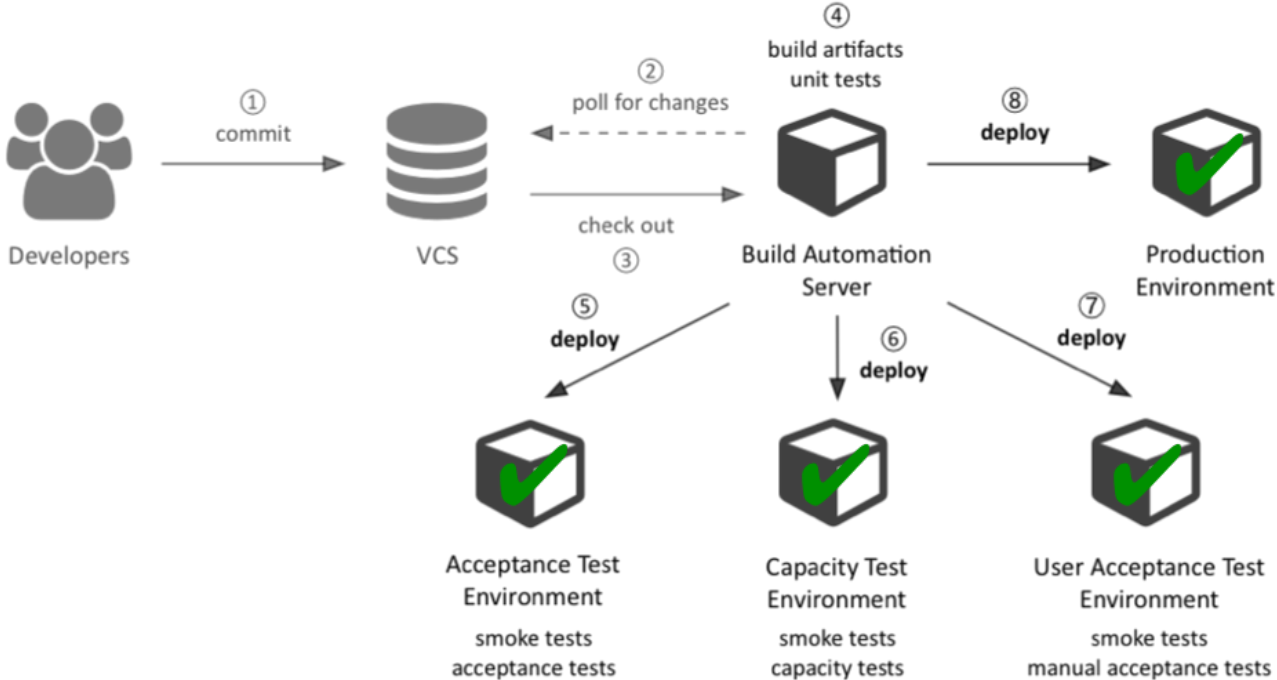 ④
build artifacts
unit tests
①
commit
②
poll for changes
⑧
deploy
check out
③
Developers
VCS
Build Automation
Server
Production
Environment
⑤
deploy
⑥
deploy
⑦
deploy
Acceptance Test
Environment
smoke tests
acceptance tests
Capacity Test
Environment
smoke tests
capacity tests
User Acceptance Test
Environment
smoke tests
manual acceptance tests